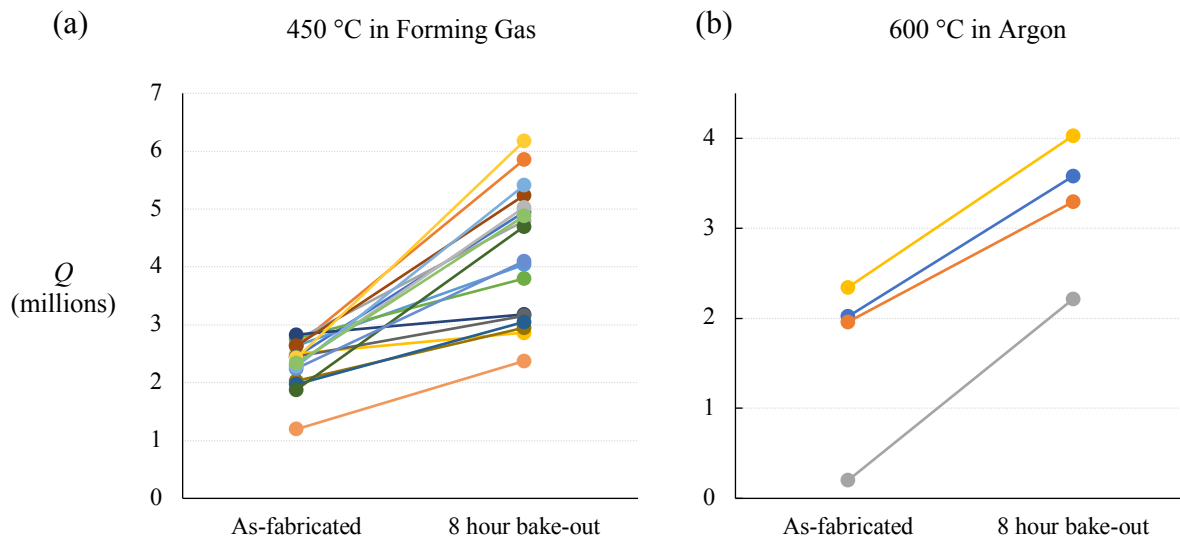 (a)
450 °C in Forming Gas
Q
(millions)
7
6
5
4
3
2
1
0
As-fabricated
8 hour bake-out
(b)
600 °C in Argon
4
3
2
1
0
As-fabricated
8 hour bake-out